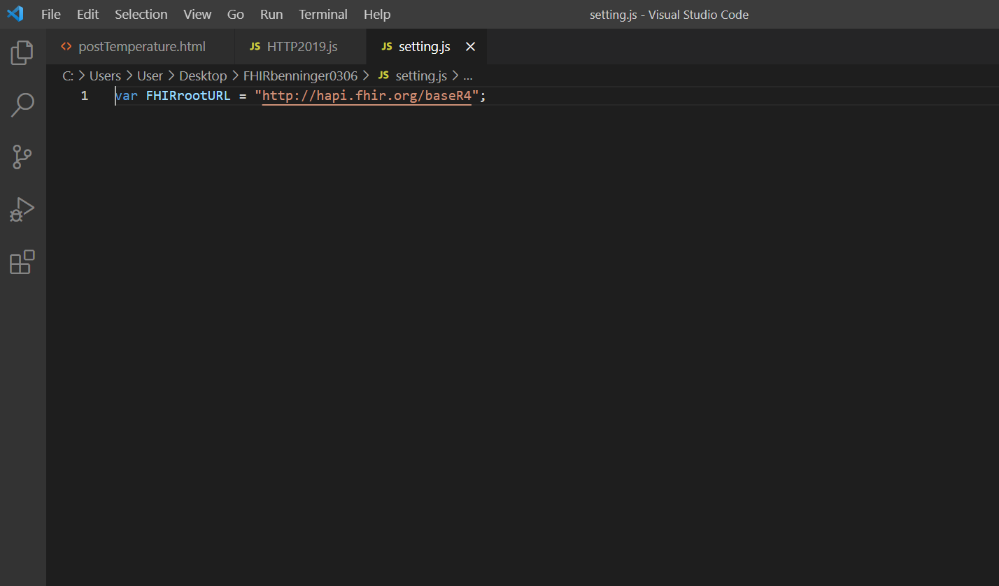 File Edit Selection View Go Run Terminal Help setting.js - Visual Studio Code
<> postTemperature.html JS HTTP2019.js JS setting.js
C: > Users > User > Desktop > FHIRbenninger0306 > JS setting.js > ...
1 var FHIRrootURL = "http://hapi.fhir.org/baseR4";